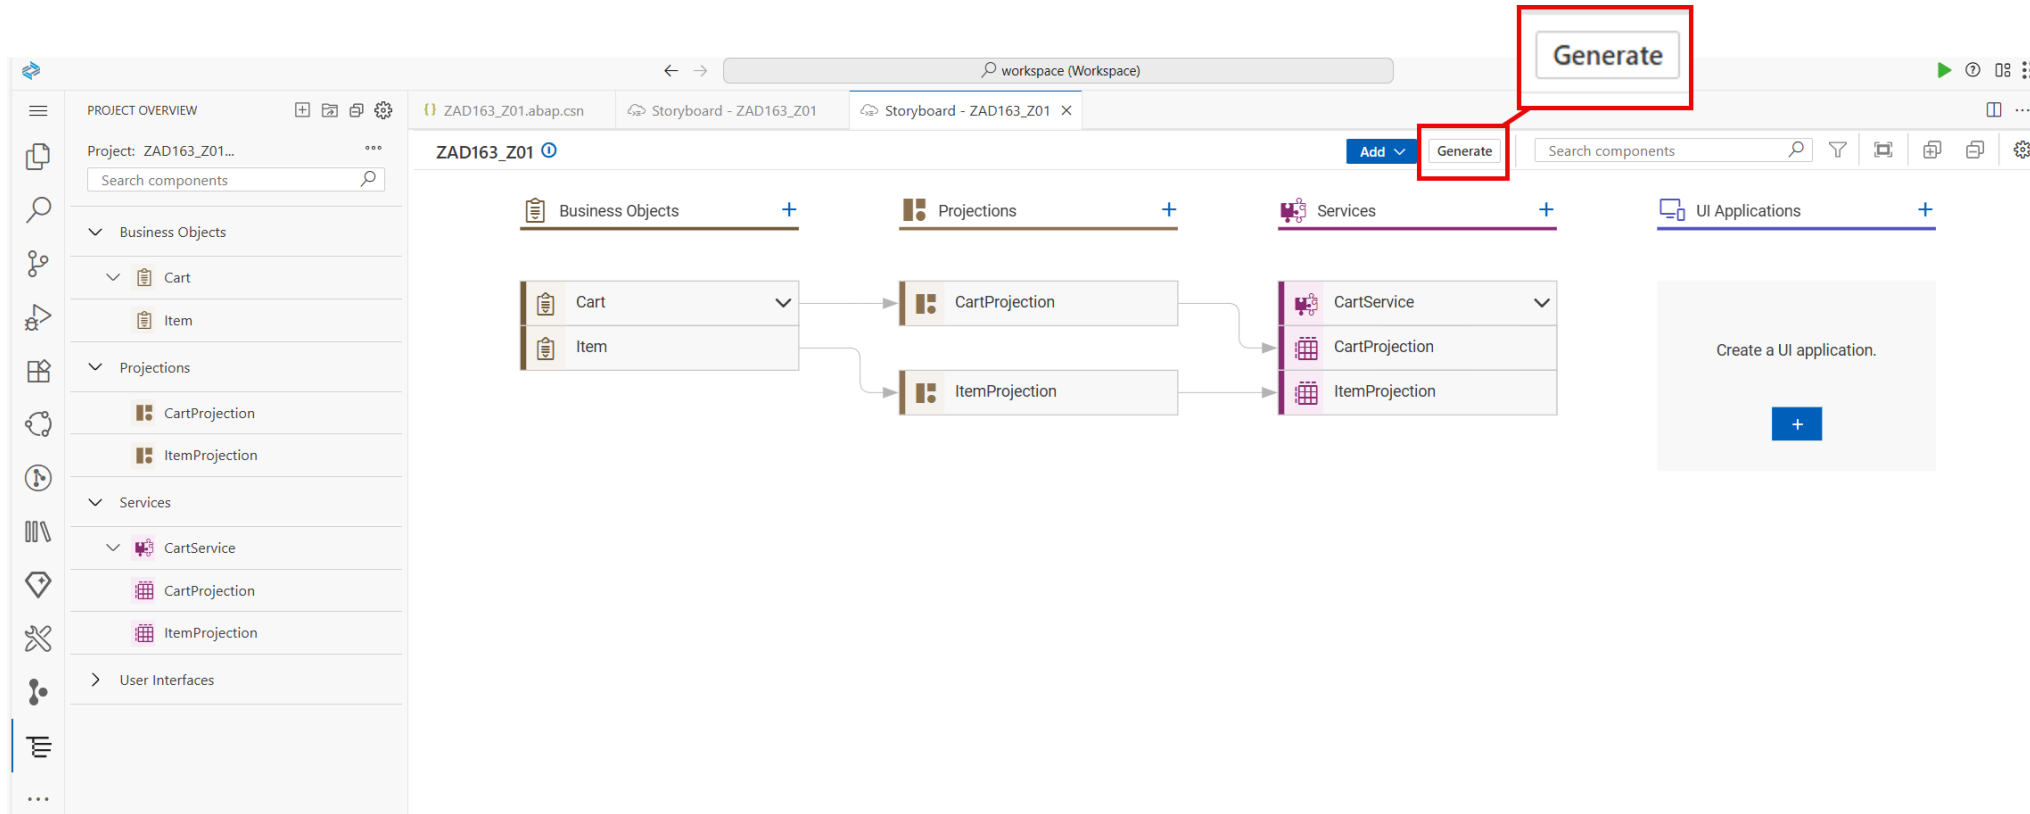 Generate
workspace (Workspace)
PROJECT OVERVIEW
ZAD163_Z01.abap.csn
Storyboard - ZAD163_Z01
Storyboard - ZAD163_Z01
Project: ZAD163_Z01...
Search components
Business Objects
Cart
Item
Projections
CartProjection
ItemProjection
Services
CartService
CartProjection
ItemProjection
User Interfaces
ZAD163_Z01
Add
Generate
Search components
Business Objects
Projections
Services
UI Applications
Cart
Item
CartProjection
ItemProjection
CartService
CartProjection
ItemProjection
Create a UI application.